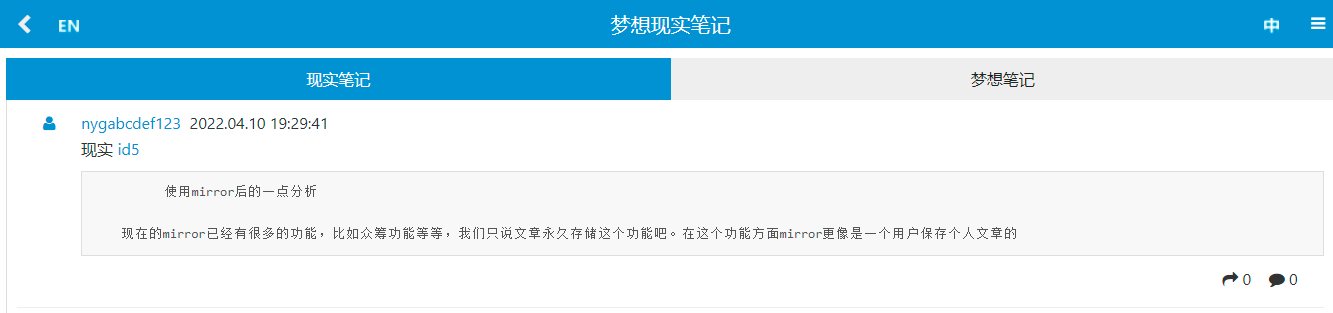 EN
梦想现实笔记
中
现实笔记
梦想笔记
nygabcdef123 2022.04.10 19:29:41
现实 id5
使用mirror后的一点分析
现在的mirror已经有很多的功能，比如众筹功能等等，我们只说文章永久存储这个功能吧。在这个功能方面mirror更像是一个用户保存个人文章的
0 0